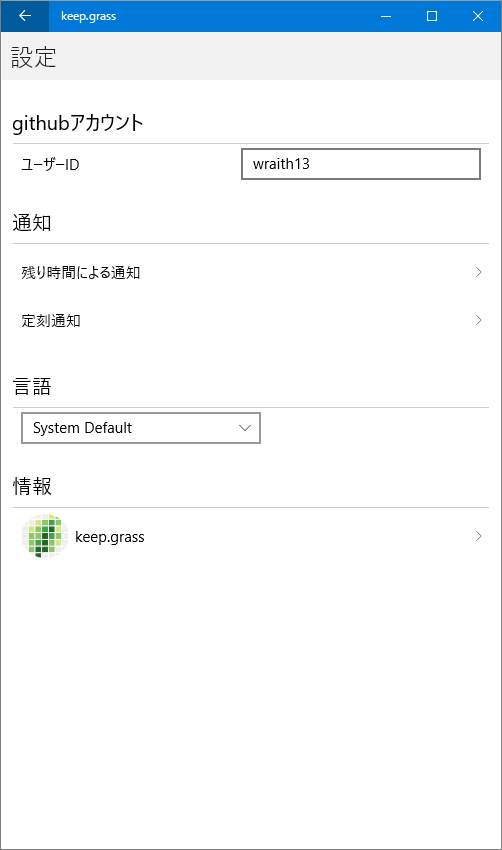 keep.grass
設定
githubアカウント
ユーザーID
wraith13
通知
残り時間による通知
定刻通知
言語
System Default
情報
keep.grass